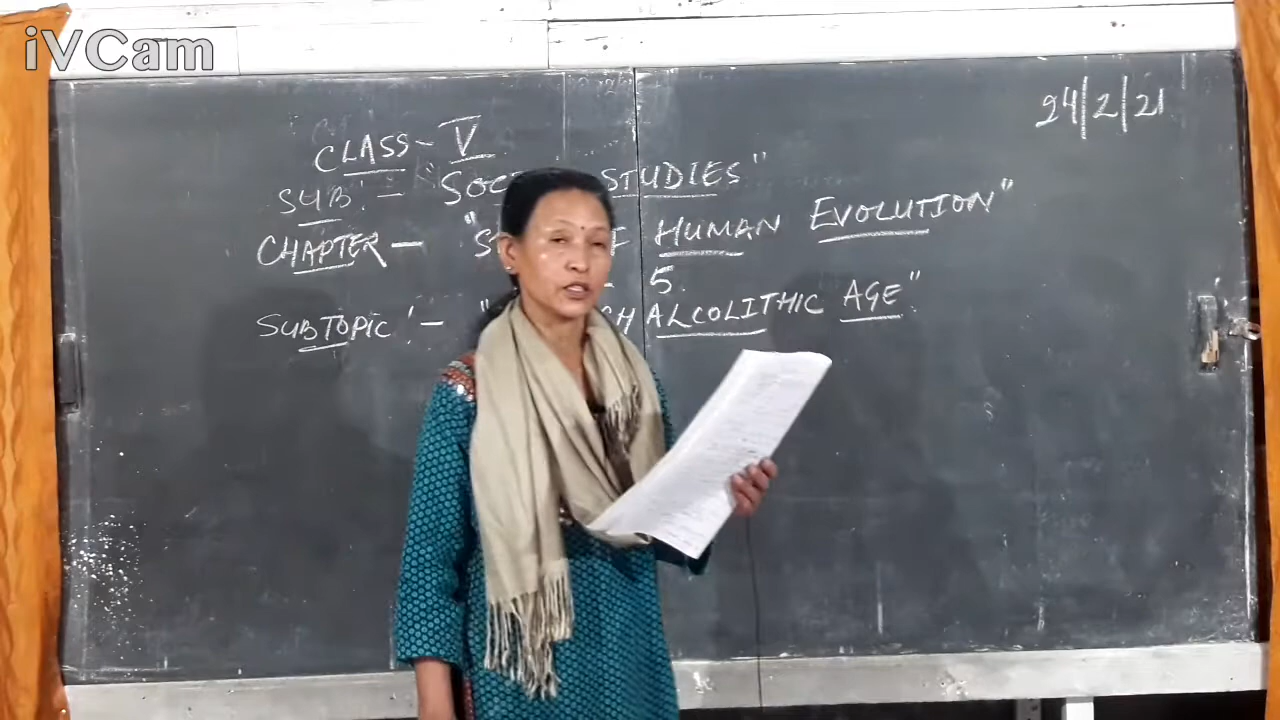 iVCam
24/2/21
CLASS - V
SUB: - "SOC STUDIES"
CHAPTER - "S F HUMAN EVOLUTION"
- 5.
SUBTOPIC: - " CHALCOLITHIC AGE"